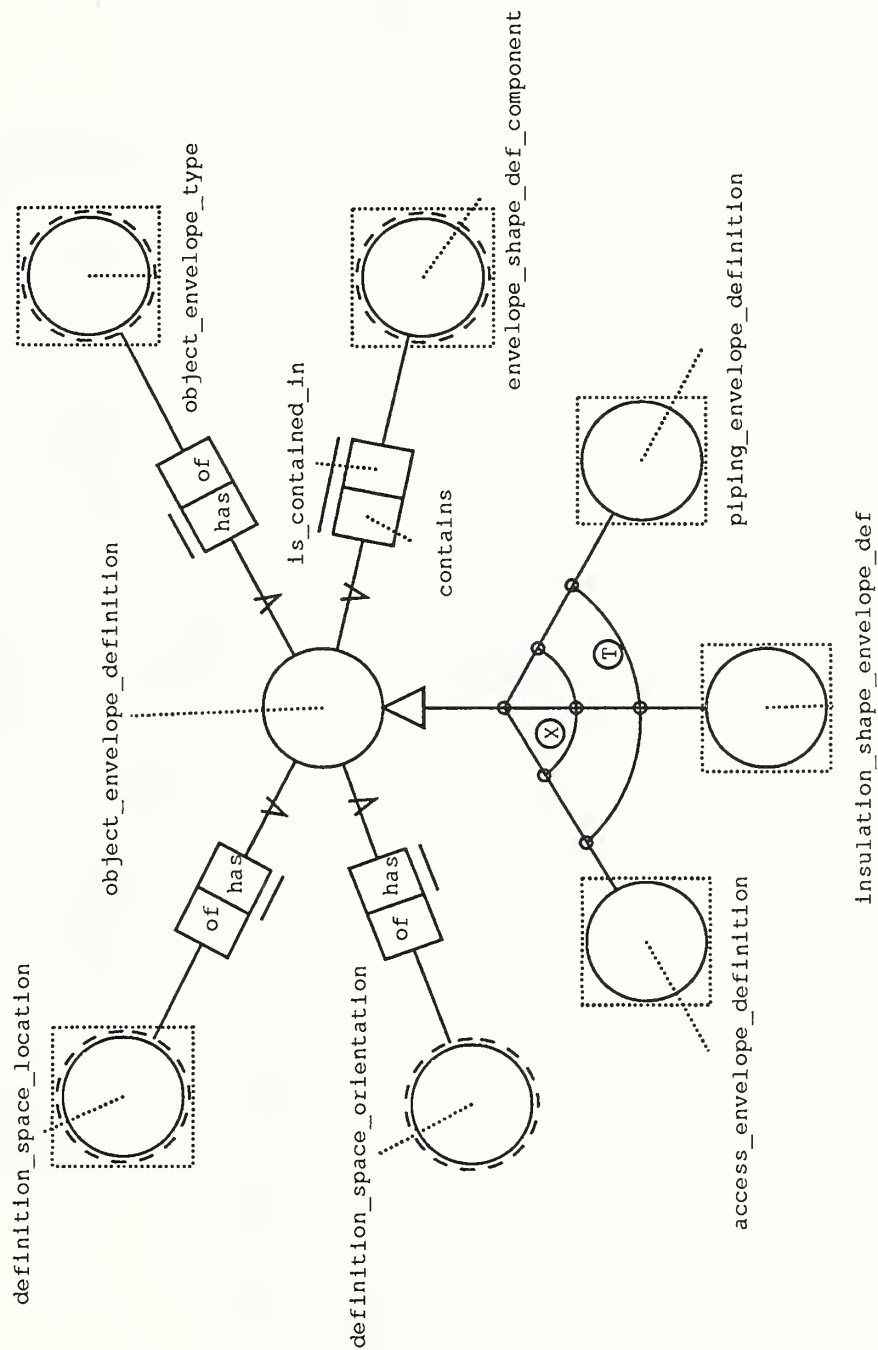 definition_space_location
of
has
object_envelope_definition
has
of
object_envelope_type
definition_space_orientation
of
has
is_contained_in
contains
envelope_shape_def_component
X
T
access_envelope_definition
piping_envelope_definition
insulation_shape_envelope_def